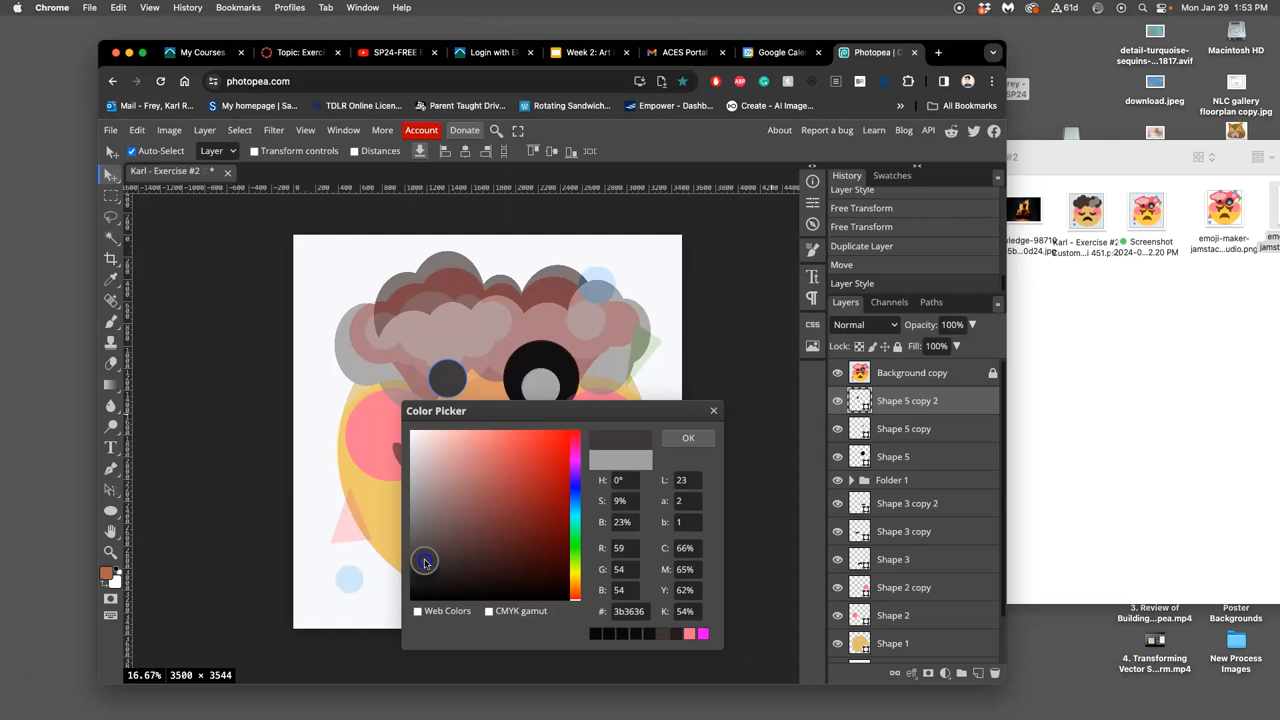 Chrome File Edit View History Bookmarks Profiles Tab Window Help 61d Mon Jan 29 1:53 PM
My Courses Topic: Exerc SP24-FREE Login with E Week 2: Art ACES Portal Google Cale Photopea | O
photopea.com
Mail - Frey, Karl R... My homepage | Sa... TDLR Online Licen... Parent Taught Driv... Rotating Sandwich... Empower - Dashb... Create - AI Image... » All Bookmarks
File Edit Image Layer Select Filter View Window More Account Donate About Report a bug Learn Blog API
Auto-Select Layer Transform controls Distances
Karl - Exercise #2 *
History Swatches
Layer Style
Free Transform
Free Transform
Duplicate Layer
Move
Layer Style
Layers Channels Paths
Normal Opacity: 100%
Lock: Fill: 100%
CSS
Background copy
Shape 5 copy 2
Shape 5 copy
Shape 5
Folder 1
Shape 3 copy 2
Shape 3 copy
Shape 3
Shape 2 copy
Shape 2
Shape 1
Color Picker
OK
H: 0° L: 23
S: 9% a: 2
B: 23% b: 1
R: 59 C: 66%
G: 54 M: 65%
B: 54 Y: 62%
#: 3b3636 K: 54%
Web Colors CMYK gamut
16.67% 3500 × 3544
detail-turquoise-
sequins-...1817.avif
Macintosh HD
download.jpeg
NLC gallery
floorplan copy.jpg
#2
Karl - Exercise #2
Screenshot
2024-0...2.20 PM
emoji-maker-
jamstac...udio.png
3. Review of
Building...pea.mp4
Poster
Backgrounds
4. Transforming
Vector S...rm.mp4
New Process
Images